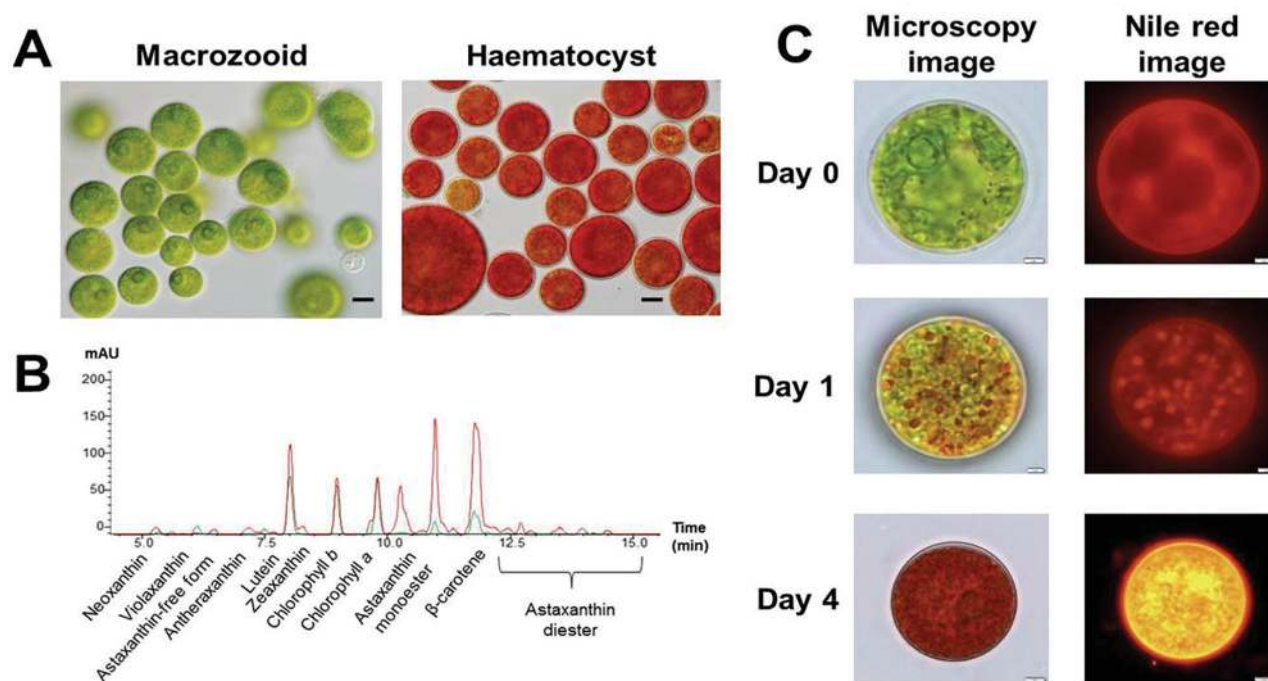 A
Macrozooid
Haematocyst
B
mAU
200
150
100
50
0
5.0
7.5
10.0
12.5
15.0
Time
(min)
Neoxanthin
Violaxanthin
Astaxanthin-free form
Antheraxanthin
Lutein
Zeaxanthin
Chlorophyll b
Chlorophyll a
Astaxanthin
monoester
β-carotene
Astaxanthin
diester
C
Microscopy
image
Nile red
image
Day 0
Day 1
Day 4